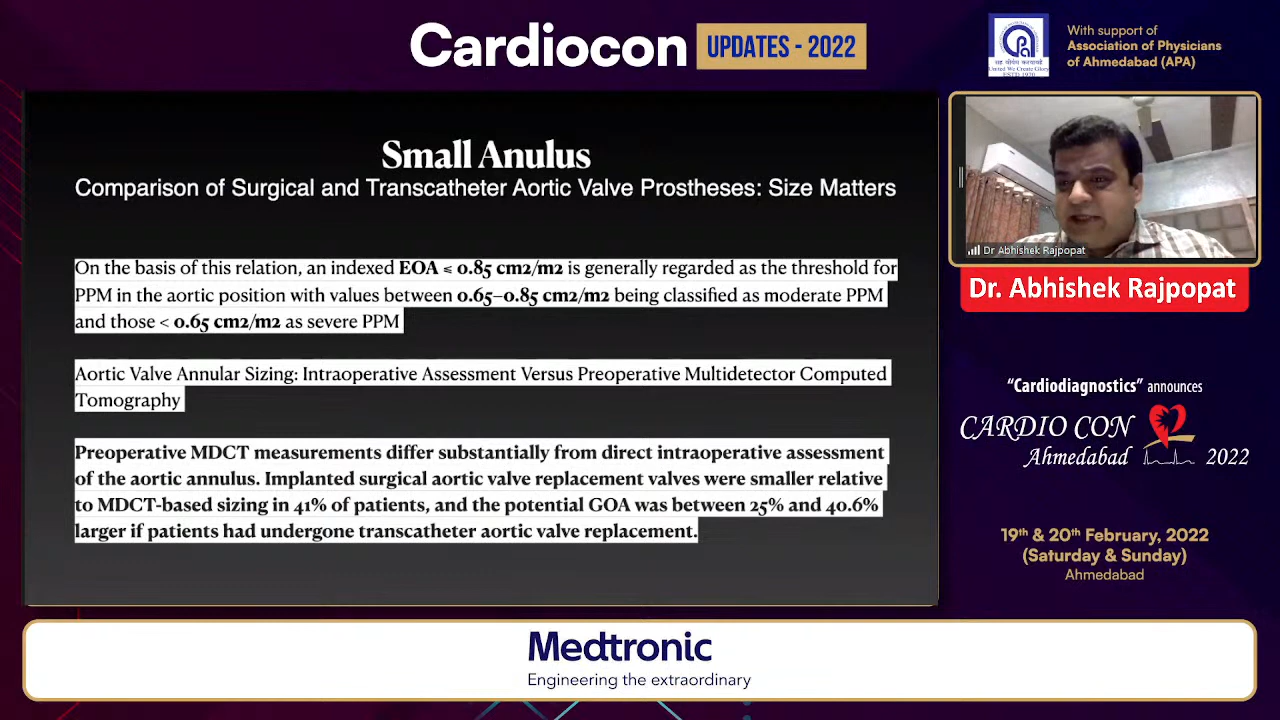 Cardiocon UPDATES - 2022
With support of
Association of Physicians
of Ahmedabad (APA)
United We Create Glory
ESTD 1970
Small Anulus
Comparison of Surgical and Transcatheter Aortic Valve Prostheses: Size Matters
On the basis of this relation, an indexed EOA ≤ 0.85 cm2/m2 is generally regarded as the threshold for
PPM in the aortic position with values between 0.65–0.85 cm2/m2 being classified as moderate PPM
and those < 0.65 cm2/m2 as severe PPM
Aortic Valve Annular Sizing: Intraoperative Assessment Versus Preoperative Multidetector Computed
Tomography
Preoperative MDCT measurements differ substantially from direct intraoperative assessment
of the aortic annulus. Implanted surgical aortic valve replacement valves were smaller relative
to MDCT-based sizing in 41% of patients, and the potential GOA was between 25% and 40.6%
larger if patients had undergone transcatheter aortic valve replacement.
Dr Abhishek Rajpopat
Dr. Abhishek Rajpopat
“Cardiodiagnostics” announces
CARDIO CON
Ahmedabad 2022
19th & 20th February, 2022
(Saturday & Sunday)
Ahmedabad
Medtronic
Engineering the extraordinary